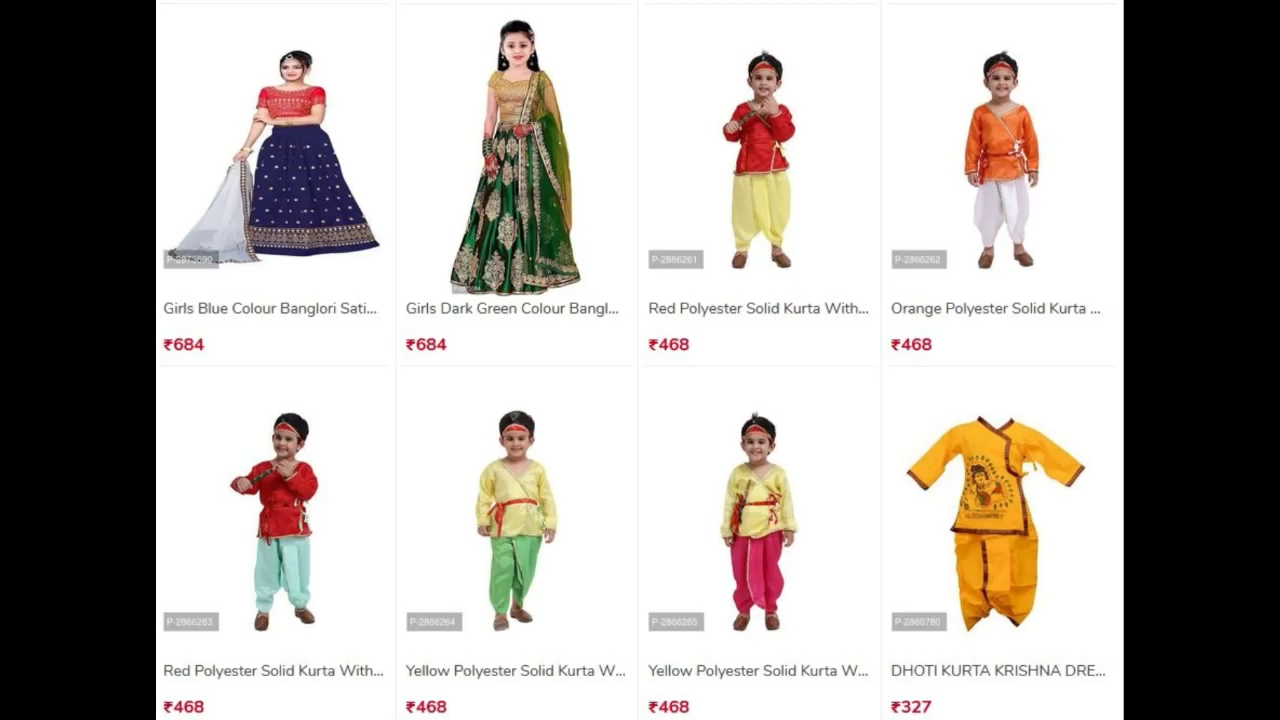 P-2873690
P-2866261
P-2866262
Girls Blue Colour Banglori Sati...
Girls Dark Green Colour Bangl...
Red Polyester Solid Kurta With...
Orange Polyester Solid Kurta ...
₹684
₹684
₹468
₹468
P-2866263
P-2866264
P-2866265
P-2860780
Red Polyester Solid Kurta With...
Yellow Polyester Solid Kurta W...
Yellow Polyester Solid Kurta W...
DHOTI KURTA KRISHNA DRE...
₹468
₹468
₹468
₹327